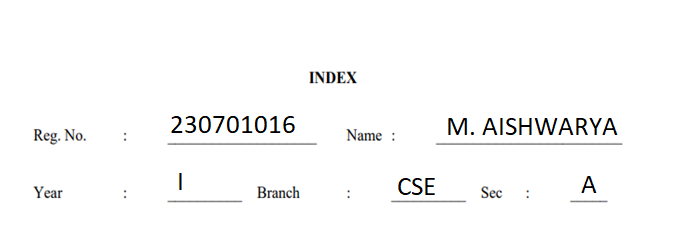 INDEX
Reg. No. : 230701016 Name : M. AISHWARYA
Year : I Branch : CSE Sec : A